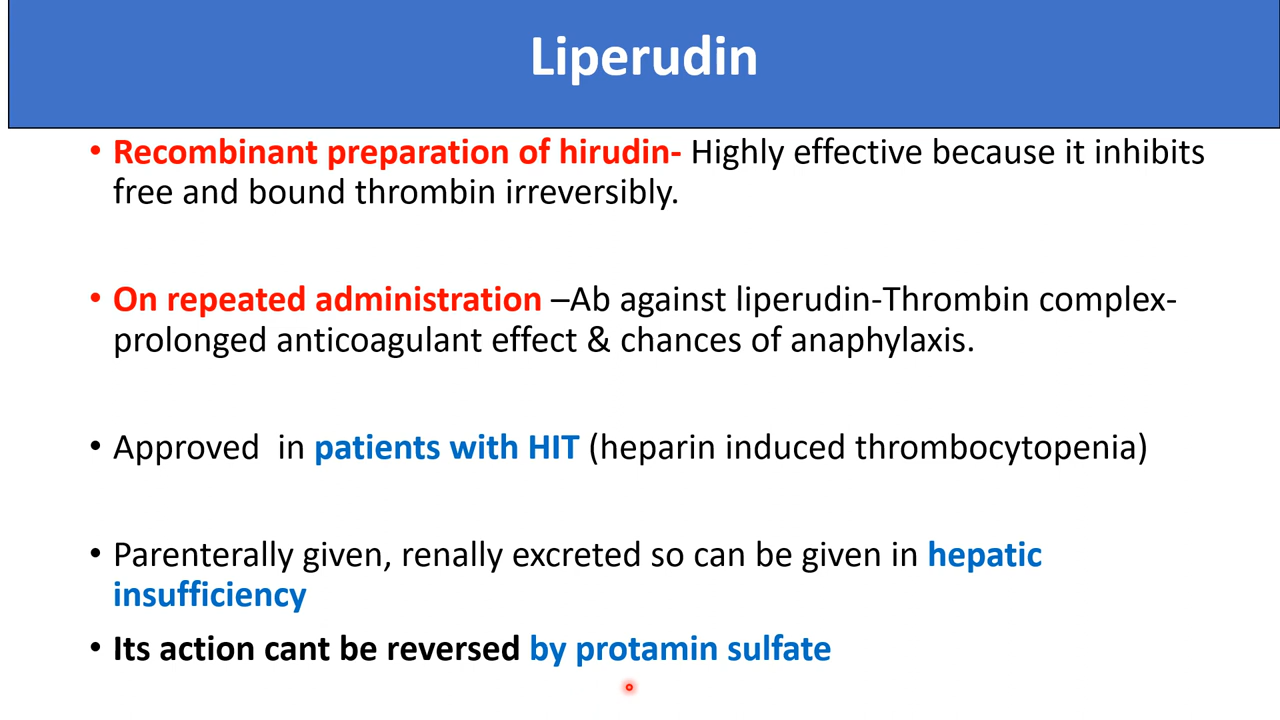 Liperudin
• Recombinant preparation of hirudin- Highly effective because it inhibits
free and bound thrombin irreversibly.
• On repeated administration –Ab against liperudin-Thrombin complex-
prolonged anticoagulant effect & chances of anaphylaxis.
• Approved  in patients with HIT (heparin induced thrombocytopenia)
• Parenterally given, renally excreted so can be given in hepatic
insufficiency
• Its action cant be reversed by protamin sulfate